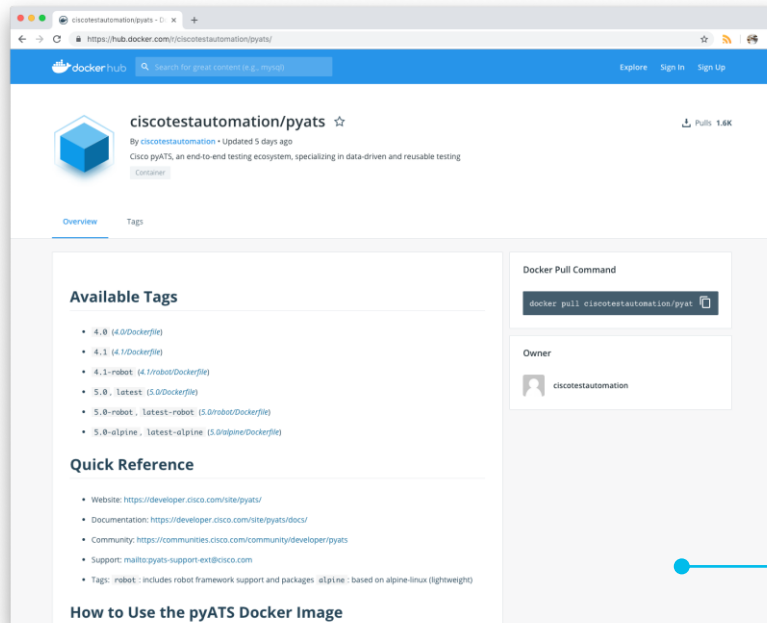 ciscotestautomation/pyats - Do
https://hub.docker.com/r/ciscotestautomation/pyats/
docker hub
Search for great content (e.g., mysql)
Explore Sign In Sign Up
ciscotestautomation/pyats
Pulls 1.6K
By ciscotestautomation • Updated 5 days ago
Cisco pyATS, an end-to-end testing ecosystem, specializing in data-driven and reusable testing
Container
Overview Tags
Available Tags
• 4.0 (4.0/Dockerfile)
• 4.1 (4.1/Dockerfile)
• 4.1-robot (4.1/robot/Dockerfile)
• 5.0, latest (5.0/Dockerfile)
• 5.0-robot, latest-robot (5.0/robot/Dockerfile)
• 5.0-alpine, latest-alpine (5.0/alpine/Dockerfile)
Quick Reference
• Website: https://developer.cisco.com/site/pyats/
• Documentation: https://developer.cisco.com/site/pyats/docs/
• Community: https://communities.cisco.com/community/developer/pyats
• Support: mailto:pyats-support-ext@cisco.com
• Tags: robot : includes robot framework support and packages alpine : based on alpine-linux (lightweight)
How to Use the pyATS Docker Image
Docker Pull Command
docker pull ciscotestautomation/pyat
Owner
ciscotestautomation